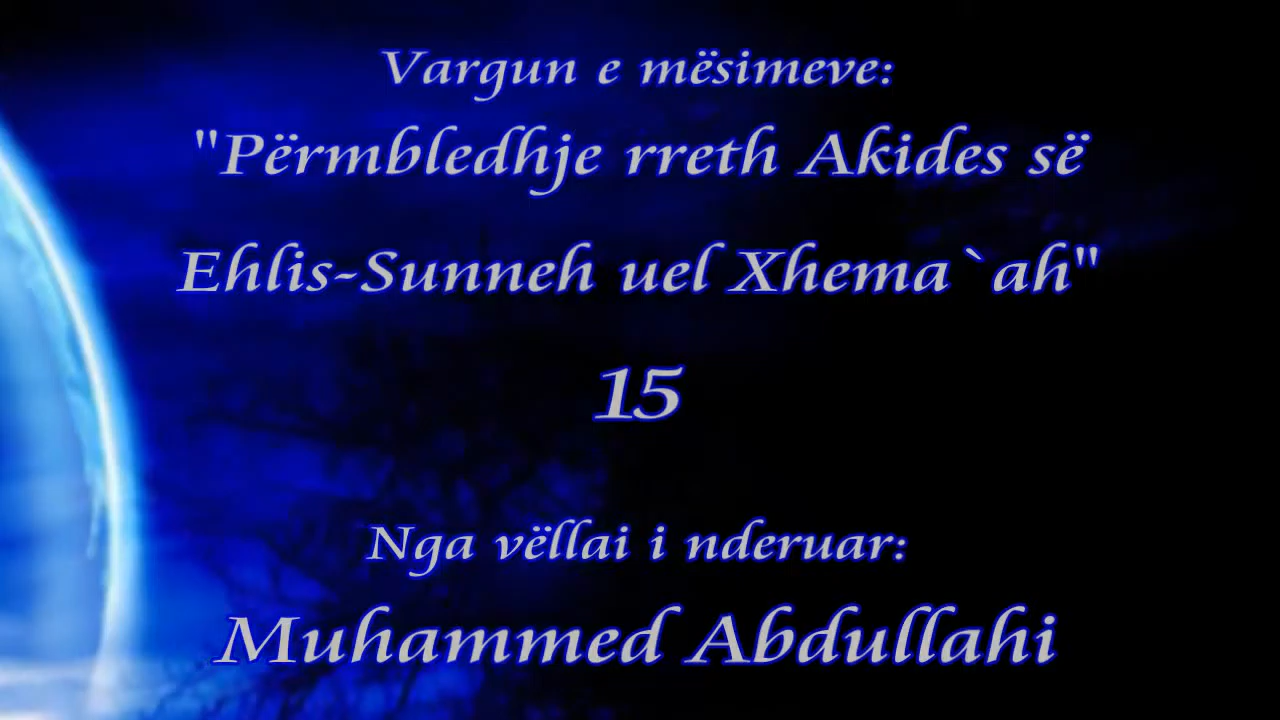 Vargun e mësimeve:
"Përmbledhje rreth Akides së
Ehlis-Sunneh uel Xhema`ah"
15
Nga vëllai i nderuar:
Muhammed Abdullahi